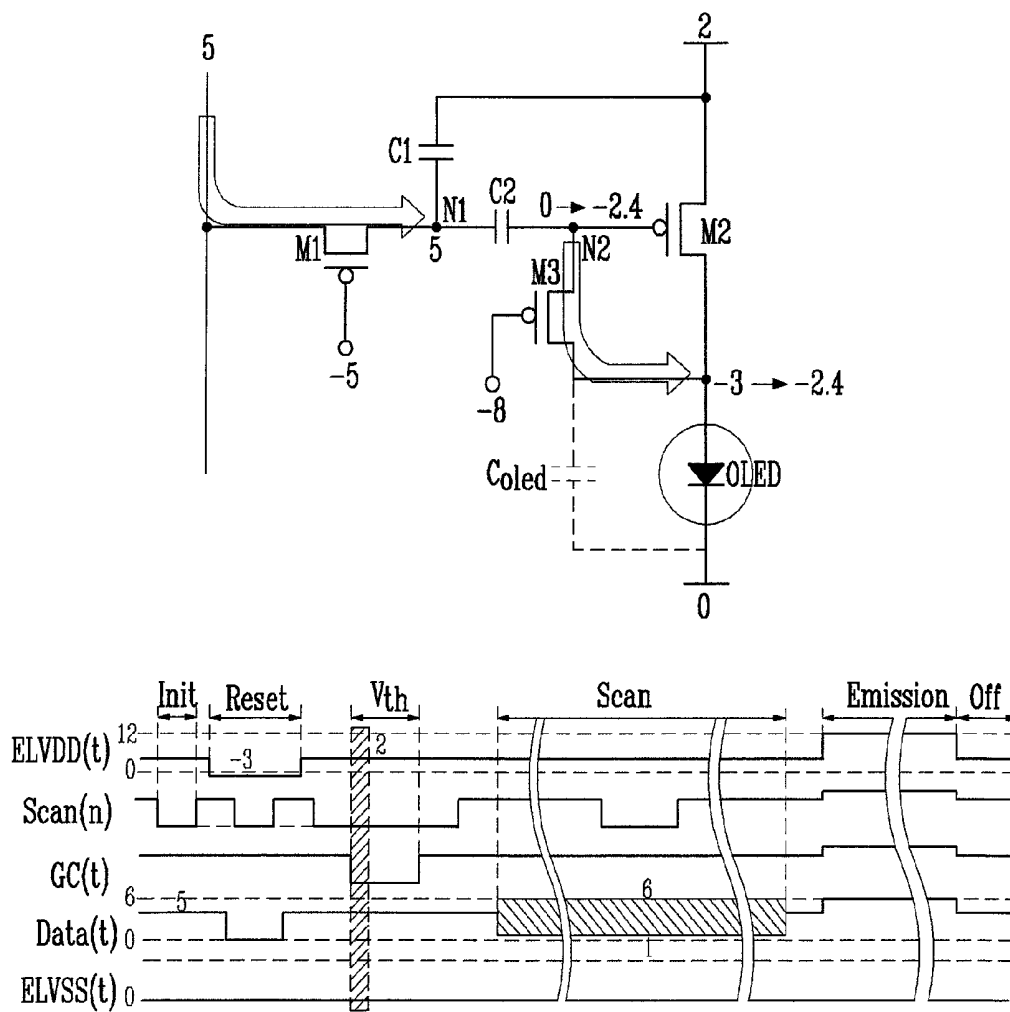 5
2
C1
C2
N1
0 → -2.4
5
N2
M2
M1
M3
-5
-8
-3 → -2.4
Coled
OLED
0
Init Reset Vth Scan Emission Off
ELVDD(t) 12 0 -3 2
Scan(n)
GC(t)
Data(t) 6 0 5 6 1
ELVSS(t) 0